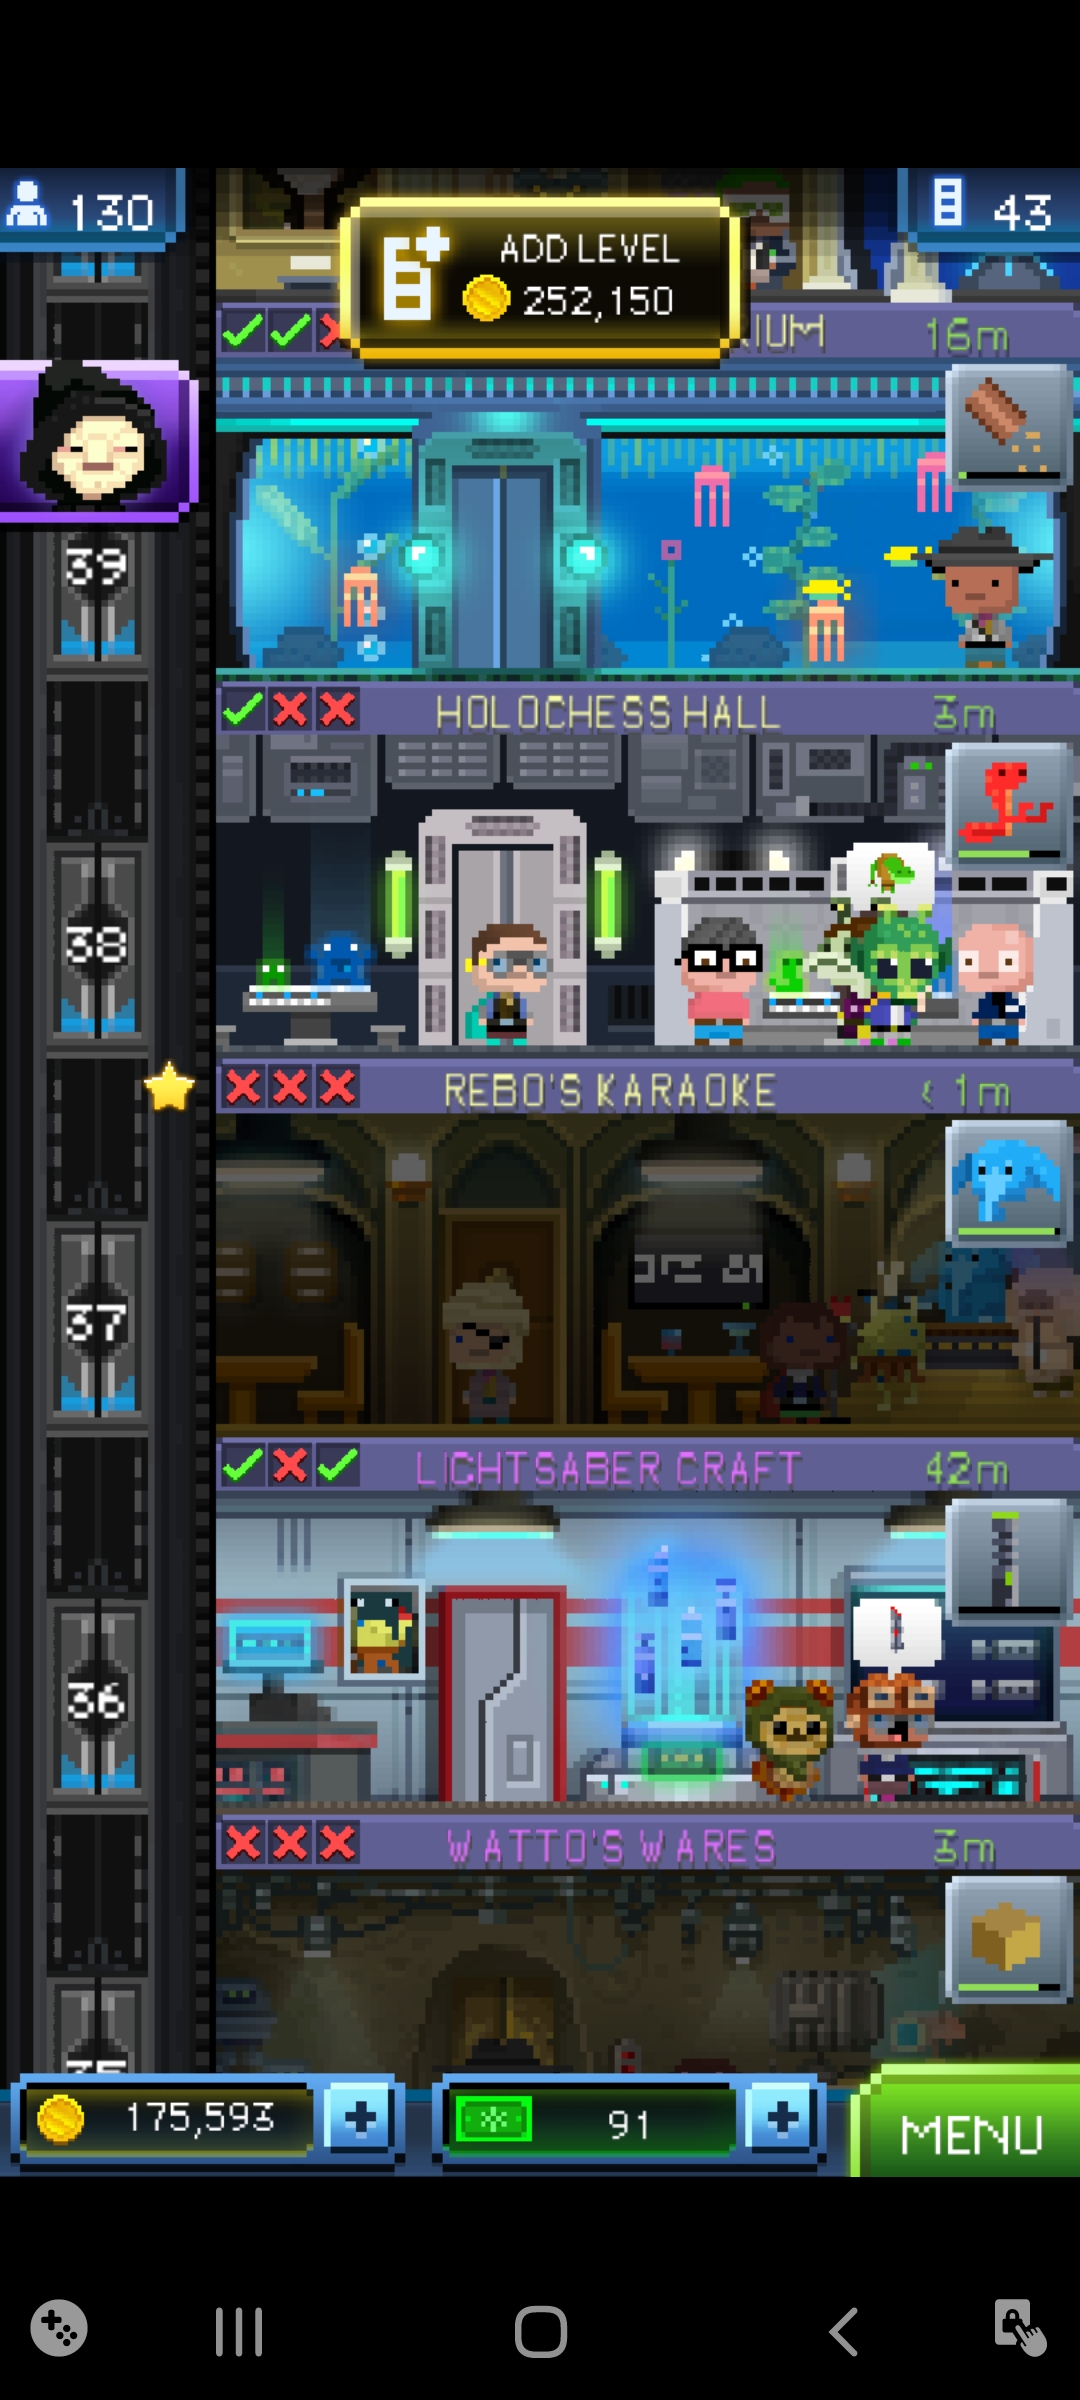 130
ADD LEVEL
252,150
43
16m
39
HOLOCHESS HALL
3m
38
REBO'S KARAOKE
< 1m
37
LIGHTSABER CRAFT
42m
36
WATTO'S WARES
3m
35
175,593
91
MENU